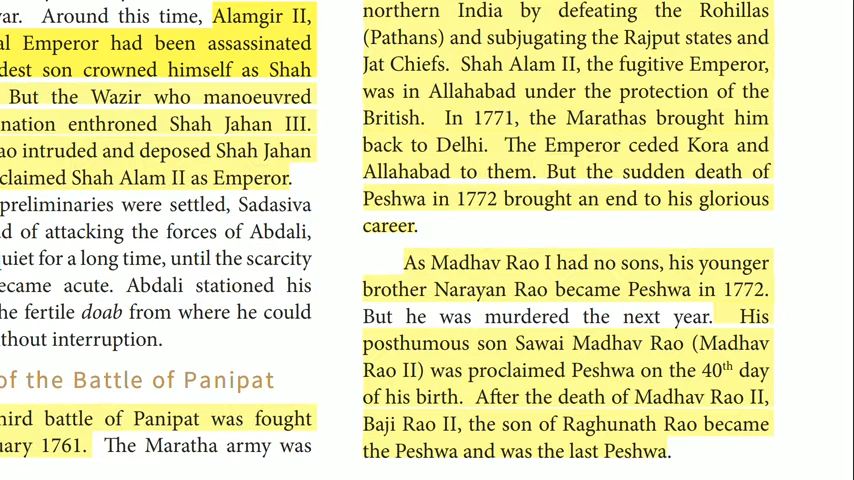 var. Around this time, Alamgir II,
al Emperor had been assassinated
dest son crowned himself as Shah
But the Wazir who manoeuvred
nation enthroned Shah Jahan III.
ao intruded and deposed Shah Jahan
claimed Shah Alam II as Emperor.
preliminaries were settled, Sadasiva
d of attacking the forces of Abdali,
uiet for a long time, until the scarcity
ecame acute. Abdali stationed his
he fertile doab from where he could
thout interruption.
of the Battle of Panipat
hird battle of Panipat was fought
uary 1761. The Maratha army was
northern India by defeating the Rohillas
(Pathans) and subjugating the Rajput states and
Jat Chiefs. Shah Alam II, the fugitive Emperor,
was in Allahabad under the protection of the
British. In 1771, the Marathas brought him
back to Delhi. The Emperor ceded Kora and
Allahabad to them. But the sudden death of
Peshwa in 1772 brought an end to his glorious
career.
As Madhav Rao I had no sons, his younger
brother Narayan Rao became Peshwa in 1772.
But he was murdered the next year. His
posthumous son Sawai Madhav Rao (Madhav
Rao II) was proclaimed Peshwa on the 40th day
of his birth. After the death of Madhav Rao II,
Baji Rao II, the son of Raghunath Rao became
the Peshwa and was the last Peshwa.